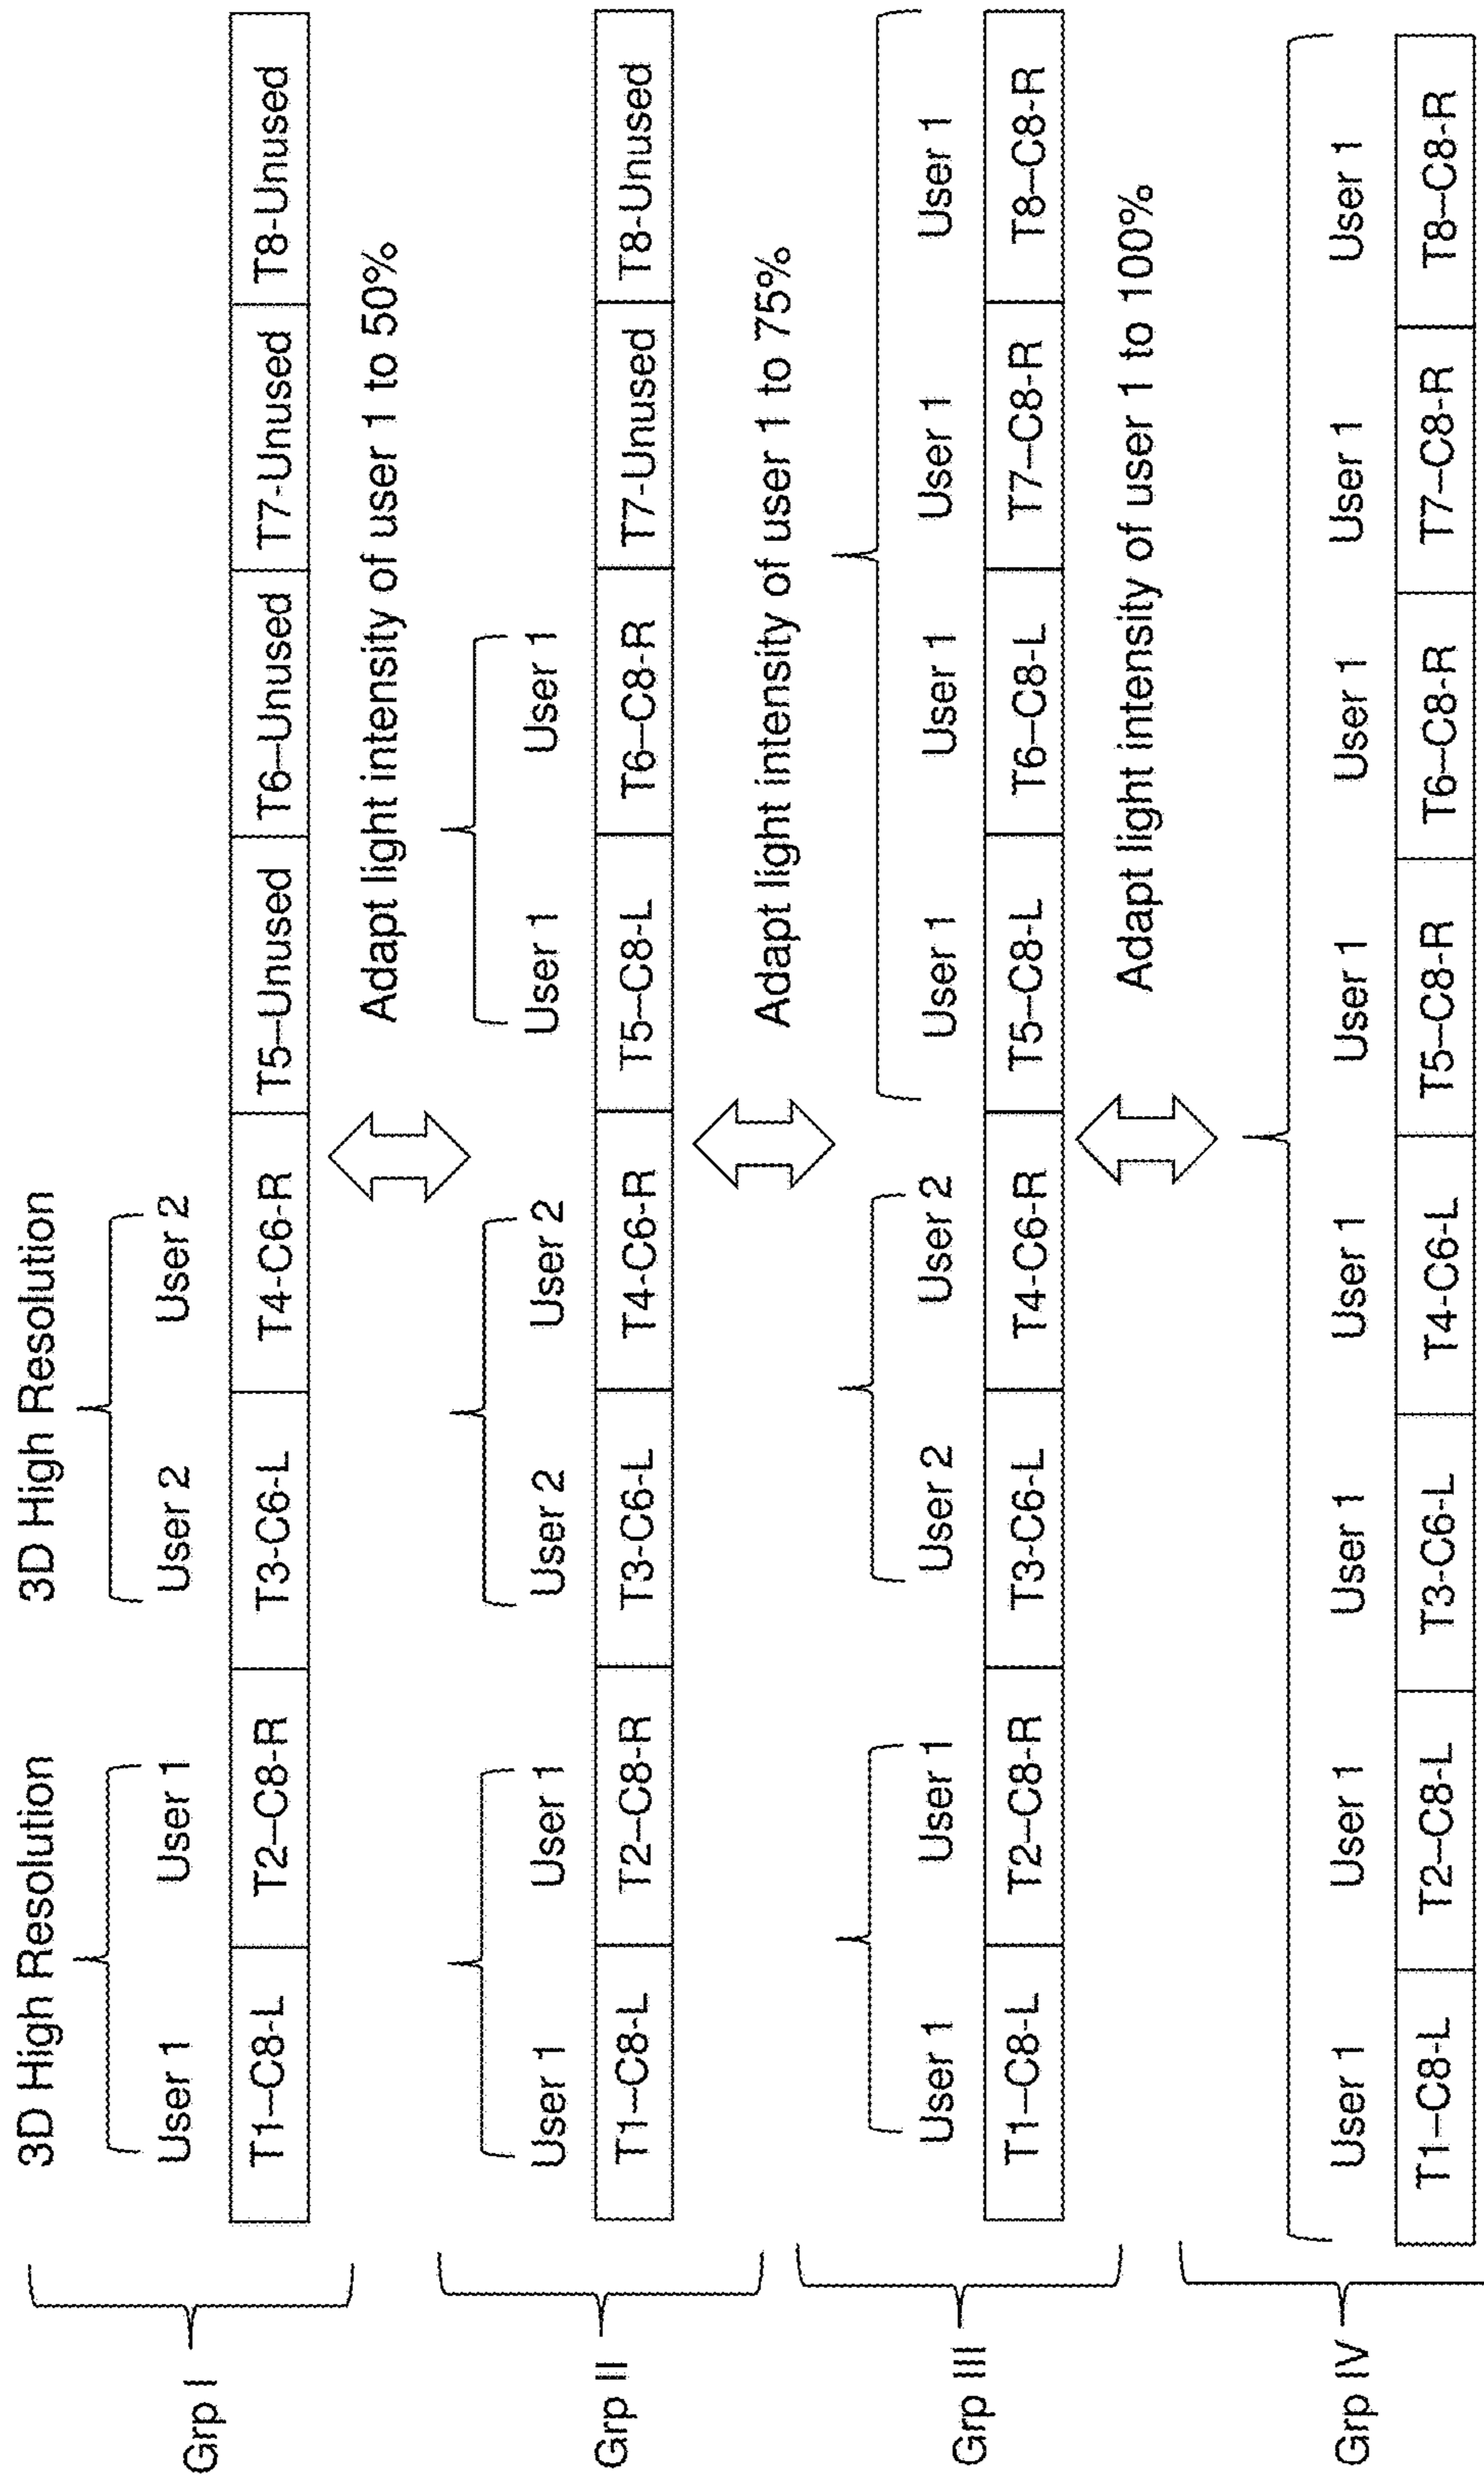 3D High Resolution 3D High Resolution
User 1 User 1 User 2 User 2
Grp I
T1–C8-L T2–C8-R T3-C6-L T4-C6-R T5–Unused T6–Unused T7-Unused T8-Unused
Adapt light intensity of user 1 to 50%
User 1 User 1 User 2 User 2 User 1 User 1
Grp II
T1–C8-L T2–C8-R T3-C6-L T4-C6-R T5–C8-L T6–C8-R T7-Unused T8-Unused
Adapt light intensity of user 1 to 75%
User 1 User 1 User 2 User 2 User 1 User 1 User 1 User 1
Grp III
T1–C8-L T2–C8-R T3-C6-L T4-C6-R T5–C8-L T6–C8-L T7–C8-R T8–C8-R
Adapt light intensity of user 1 to 100%
User 1 User 1 User 1 User 1 User 1 User 1 User 1 User 1
Grp IV
T1–C8-L T2–C8-L T3-C6-L T4-C6-L T5–C8-R T6–C8-R T7–C8-R T8–C8-R